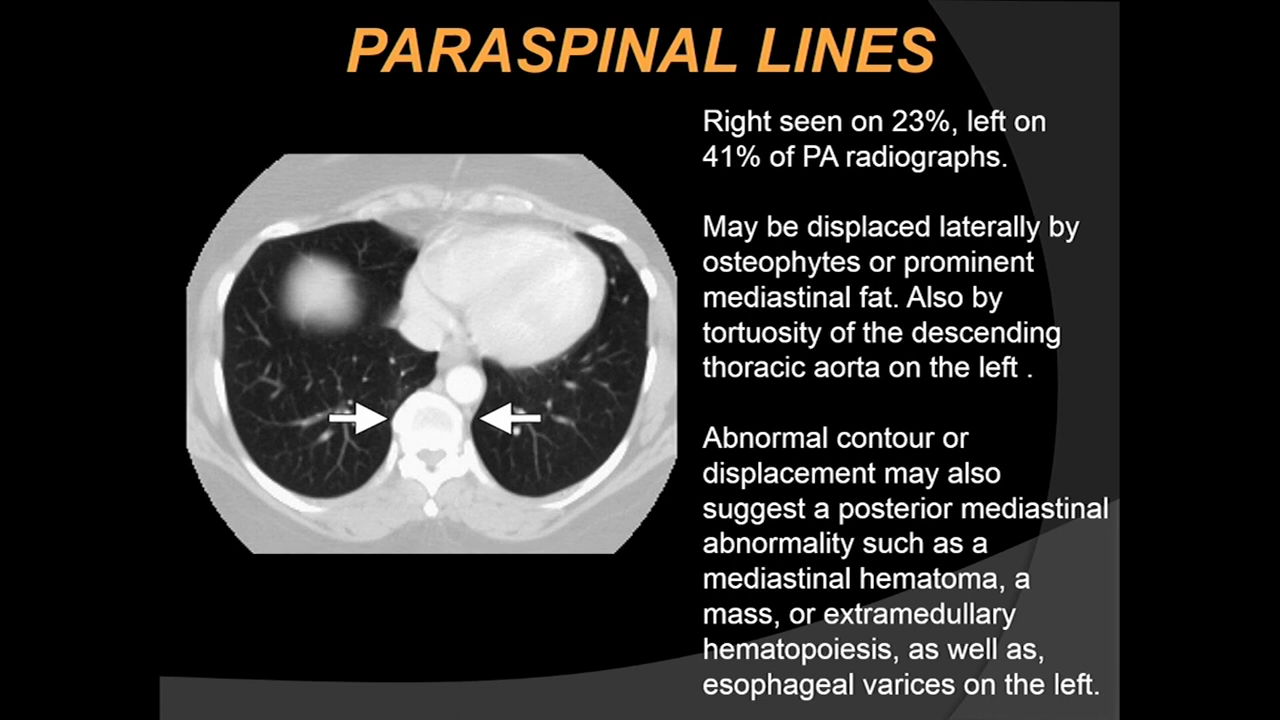 PARASPINAL LINES
Right seen on 23%, left on
41% of PA radiographs.
May be displaced laterally by
osteophytes or prominent
mediastinal fat. Also by
tortuosity of the descending
thoracic aorta on the left .
Abnormal contour or
displacement may also
suggest a posterior mediastinal
abnormality such as a
mediastinal hematoma, a
mass, or extramedullary
hematopoiesis, as well as,
esophageal varices on the left.